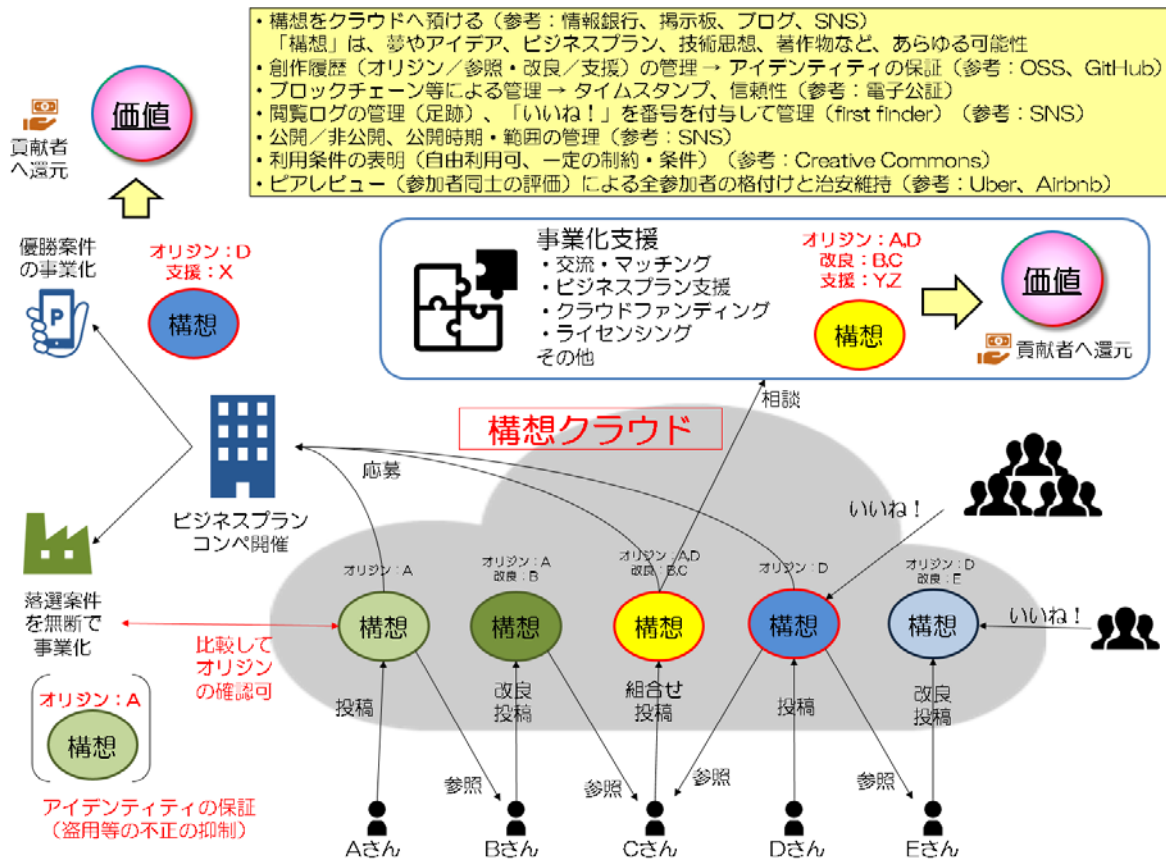 ・構想をクラウドへ預ける（参考：情報銀行、掲示板、ブログ、SNS）
「構想」は、夢やアイデア、ビジネスプラン、技術思想、著作物など、あらゆる可能性
・創作履歴（オリジン／参照・改良／支援）の管理→ アイデンティティの保証（参考：OSS、GitHub）
・ブロックチェーン等による管理→ タイムスタンプ、信頼性（参考：電子公証）
・閲覧ログの管理（足跡）、「いいね！」を番号を付与して管理（first finder）（参考：SNS）
・公開／非公開、公開時期・範囲の管理（参考：SNS）
・利用条件の表明（自由利用可、一定の制約・条件）（参考：Creative Commons）
・ピアレビュー（参加者同士の評価）による全参加者の格付けと治安維持（参考：Uber、Airbnb）
価値
貢献者
へ還元
優勝案件
の事業化
オリジン：D
支援：X
構想
P
事業化支援
・交流・マッチング
・ビジネスプラン支援
・クラウドファンディング
・ライセンシング
その他
オリジン：A,D
改良：B,C
支援：Y,Z
構想
価値
貢献者へ還元
相談
構想クラウド
応募
ビジネスプラン
コンペ開催
いいね！
落選案件
を無断で
事業化
比較して
オリジン
の確認可
オリジン：A
構想
オリジン：A
改良：B
構想
オリジン：A,D
改良：B,C
構想
オリジン：D
構想
オリジン：D
改良：E
構想
いいね！
投稿
改良
投稿
組合せ
投稿
投稿
改良
投稿
オリジン：A
構想
参照
参照
参照
参照
アイデンティティの保証
（盗用等の不正の抑制）
Aさん
Bさん
Cさん
Dさん
Eさん